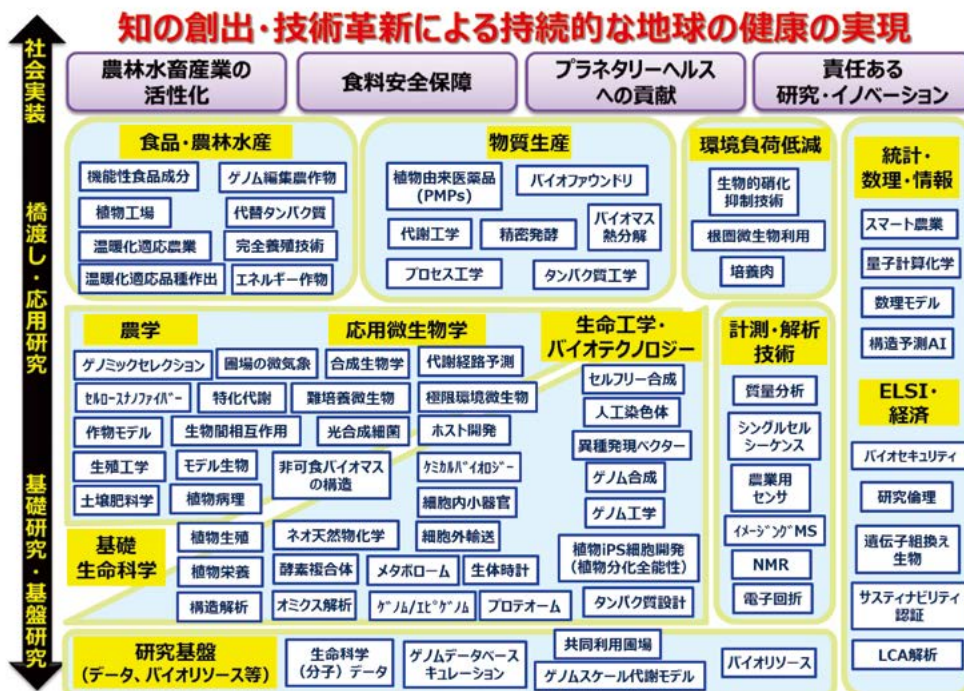 知の創出・技術革新による持続的な地球の健康の実現
社会実装
橋渡し・応用研究
基礎研究・基盤研究
農林水畜産業の
活性化
食料安全保障
プラネタリーヘルス
への貢献
責任ある
研究・イノベーション
食品・農林水産
機能性食品成分
ゲノム編集農作物
植物工場
代替タンパク質
温暖化適応農業
完全養殖技術
温暖化適応品種作出
エネルギー作物
物質生産
植物由来医薬品
(PMPs)
バイオファウンドリ
代謝工学
精密発酵
バイオマス
熱分解
プロセス工学
タンパク質工学
環境負荷低減
生物的硝化
抑制技術
根圏微生物利用
培養肉
統計・
数理・情報
スマート農業
量子計算化学
数理モデル
構造予測AI
ELSI・
経済
バイオセキュリティ
研究倫理
遺伝子組換え
生物
サスティナビリティ
認証
LCA解析
農学
ゲノミックセレクション
圃場の微気象
ｾﾙﾛｰｽﾅﾉﾌｧｲﾊﾞｰ
特化代謝
作物モデル
生物間相互作用
生殖工学
モデル生物
土壌肥料学
植物病理
応用微生物学
合成生物学
代謝経路予測
難培養微生物
極限環境微生物
光合成細菌
ホスト開発
非可食バイオマス
の構造
ｹﾐｶﾙﾊﾞｲｵﾛｼﾞｰ
細胞内小器官
生命工学・
バイオテクノロジー
セルフリー合成
人工染色体
異種発現ベクター
ゲノム合成
ゲノム工学
植物iPS細胞開発
(植物分化全能性)
タンパク質設計
計測・解析
技術
質量分析
シングルセル
シーケンス
農業用
センサ
ｲﾒｰｼﾞﾝｸﾞMS
NMR
電子回折
基礎
生命科学
植物生殖
ネオ天然物化学
細胞外輸送
植物栄養
酵素複合体
メタボローム
生体時計
構造解析
オミクス解析
ｹﾞﾉﾑ/ｴﾋﾟｹﾞﾉﾑ
プロテオーム
研究基盤
(データ、バイオリソース等)
生命科学
(分子) データ
ゲノムデータベース
キュレーション
共同利用圃場
ゲノムスケール代謝モデル
バイオリソース